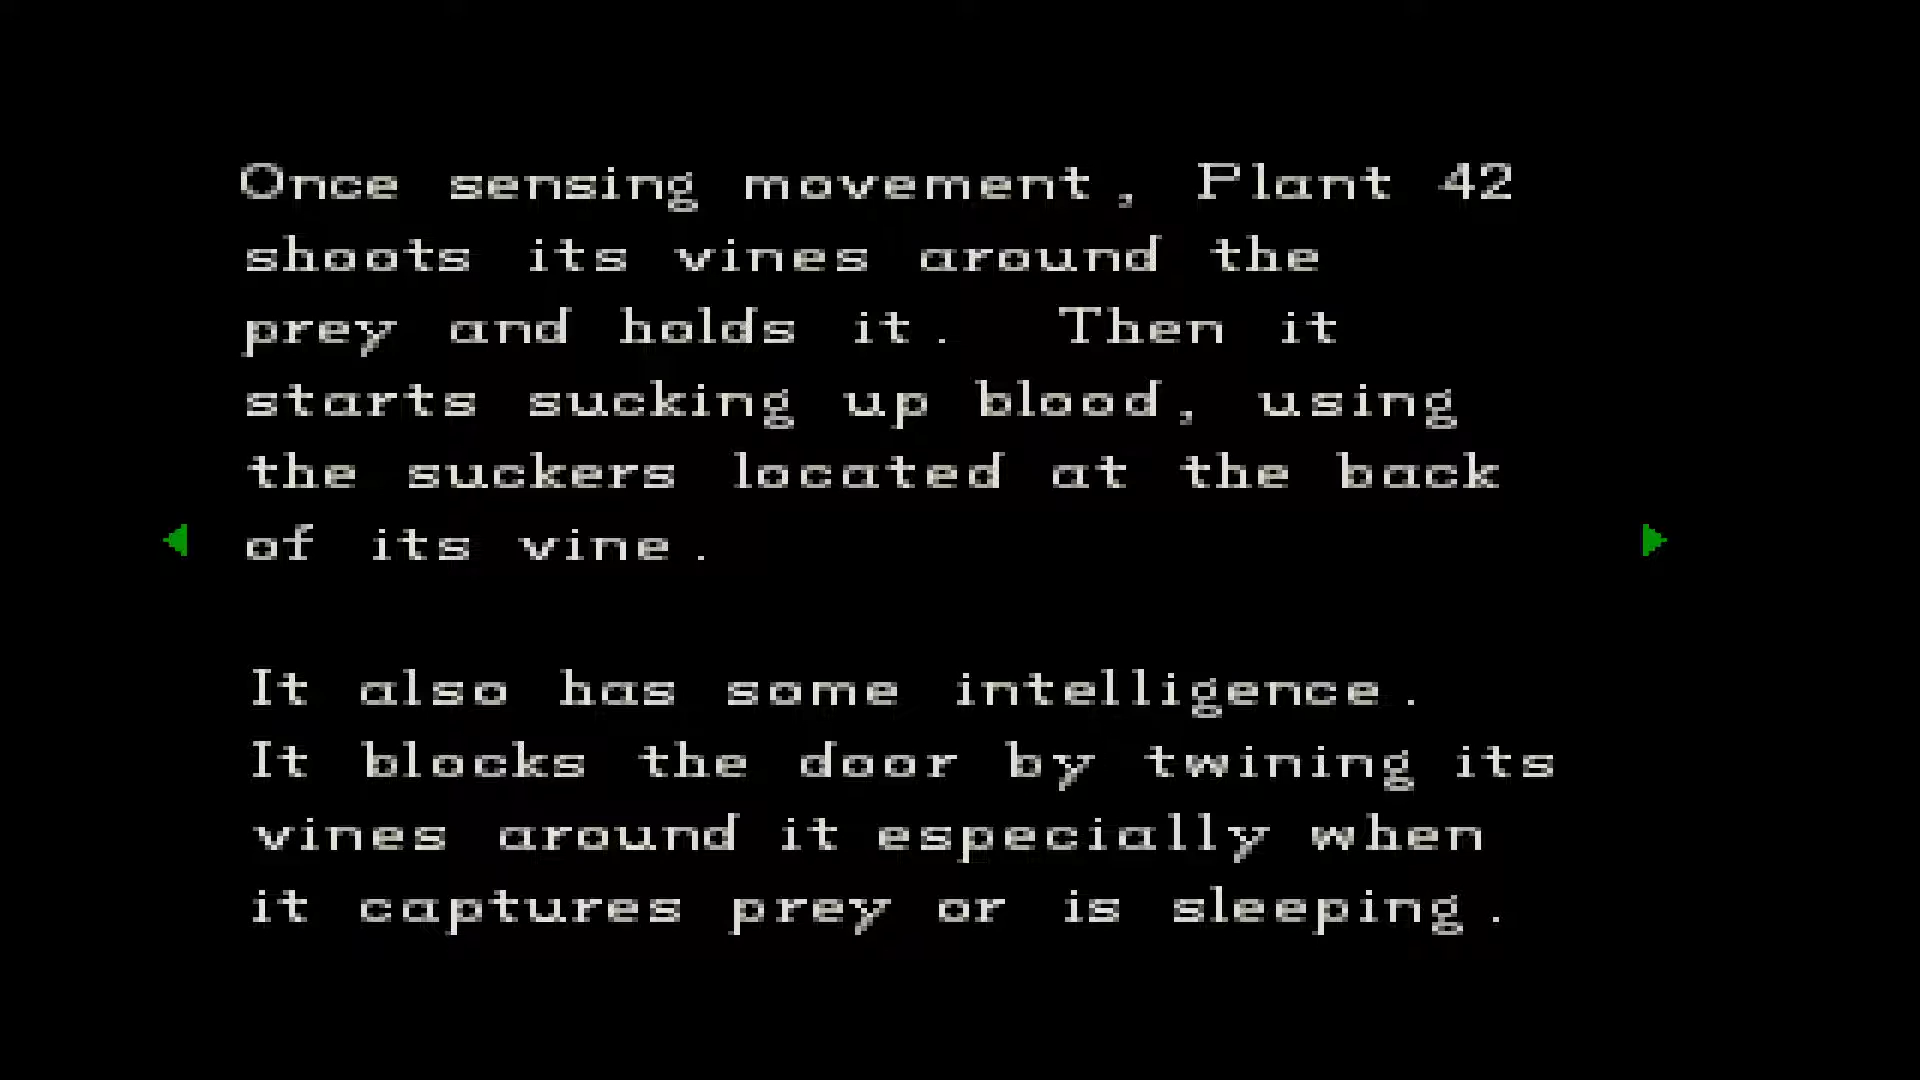 Once sensing movement, Plant 42
shoots its vines around the
prey and holds it. Then it
starts sucking up blood, using
the suckers located at the back
of its vine.
It also has some intelligence.
It blocks the door by twining its
vines around it especially when
it captures prey or is sleeping.